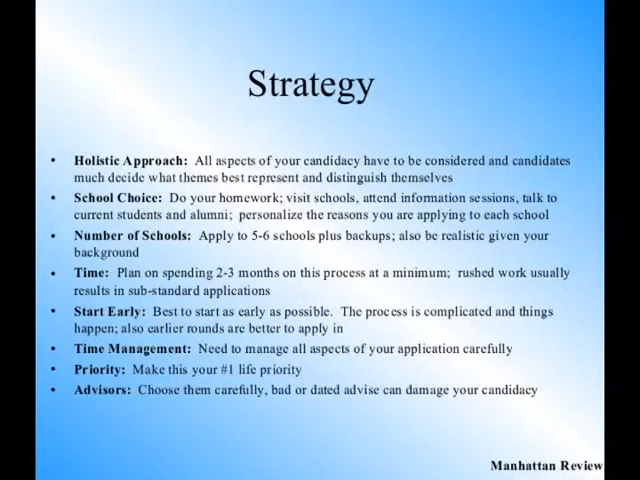 Strategy
• Holistic Approach: All aspects of your candidacy have to be considered and candidates
much decide what themes best represent and distinguish themselves
• School Choice: Do your homework; visit schools, attend information sessions, talk to
current students and alumni; personalize the reasons you are applying to each school
• Number of Schools: Apply to 5-6 schools plus backups; also be realistic given your
background
• Time: Plan on spending 2-3 months on this process at a minimum; rushed work usually
results in sub-standard applications
• Start Early: Best to start as early as possible. The process is complicated and things
happen; also earlier rounds are better to apply in
• Time Management: Need to manage all aspects of your application carefully
• Priority: Make this your #1 life priority
• Advisors: Choose them carefully, bad or dated advise can damage your candidacy
Manhattan Review